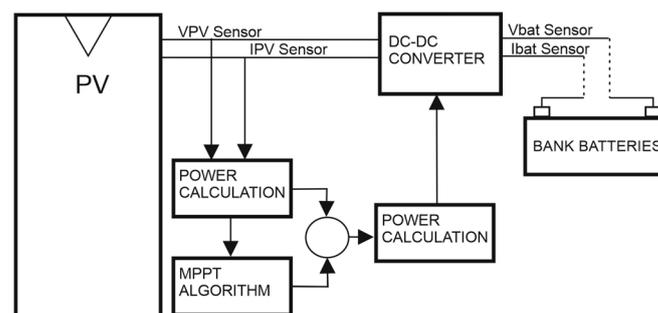 VPV Sensor
IPV Sensor
PV
DC-DC
CONVERTER
Vbat Sensor
Ibat Sensor
BANK BATTERIES
POWER
CALCULATION
POWER
CALCULATION
MPPT
ALGORITHM